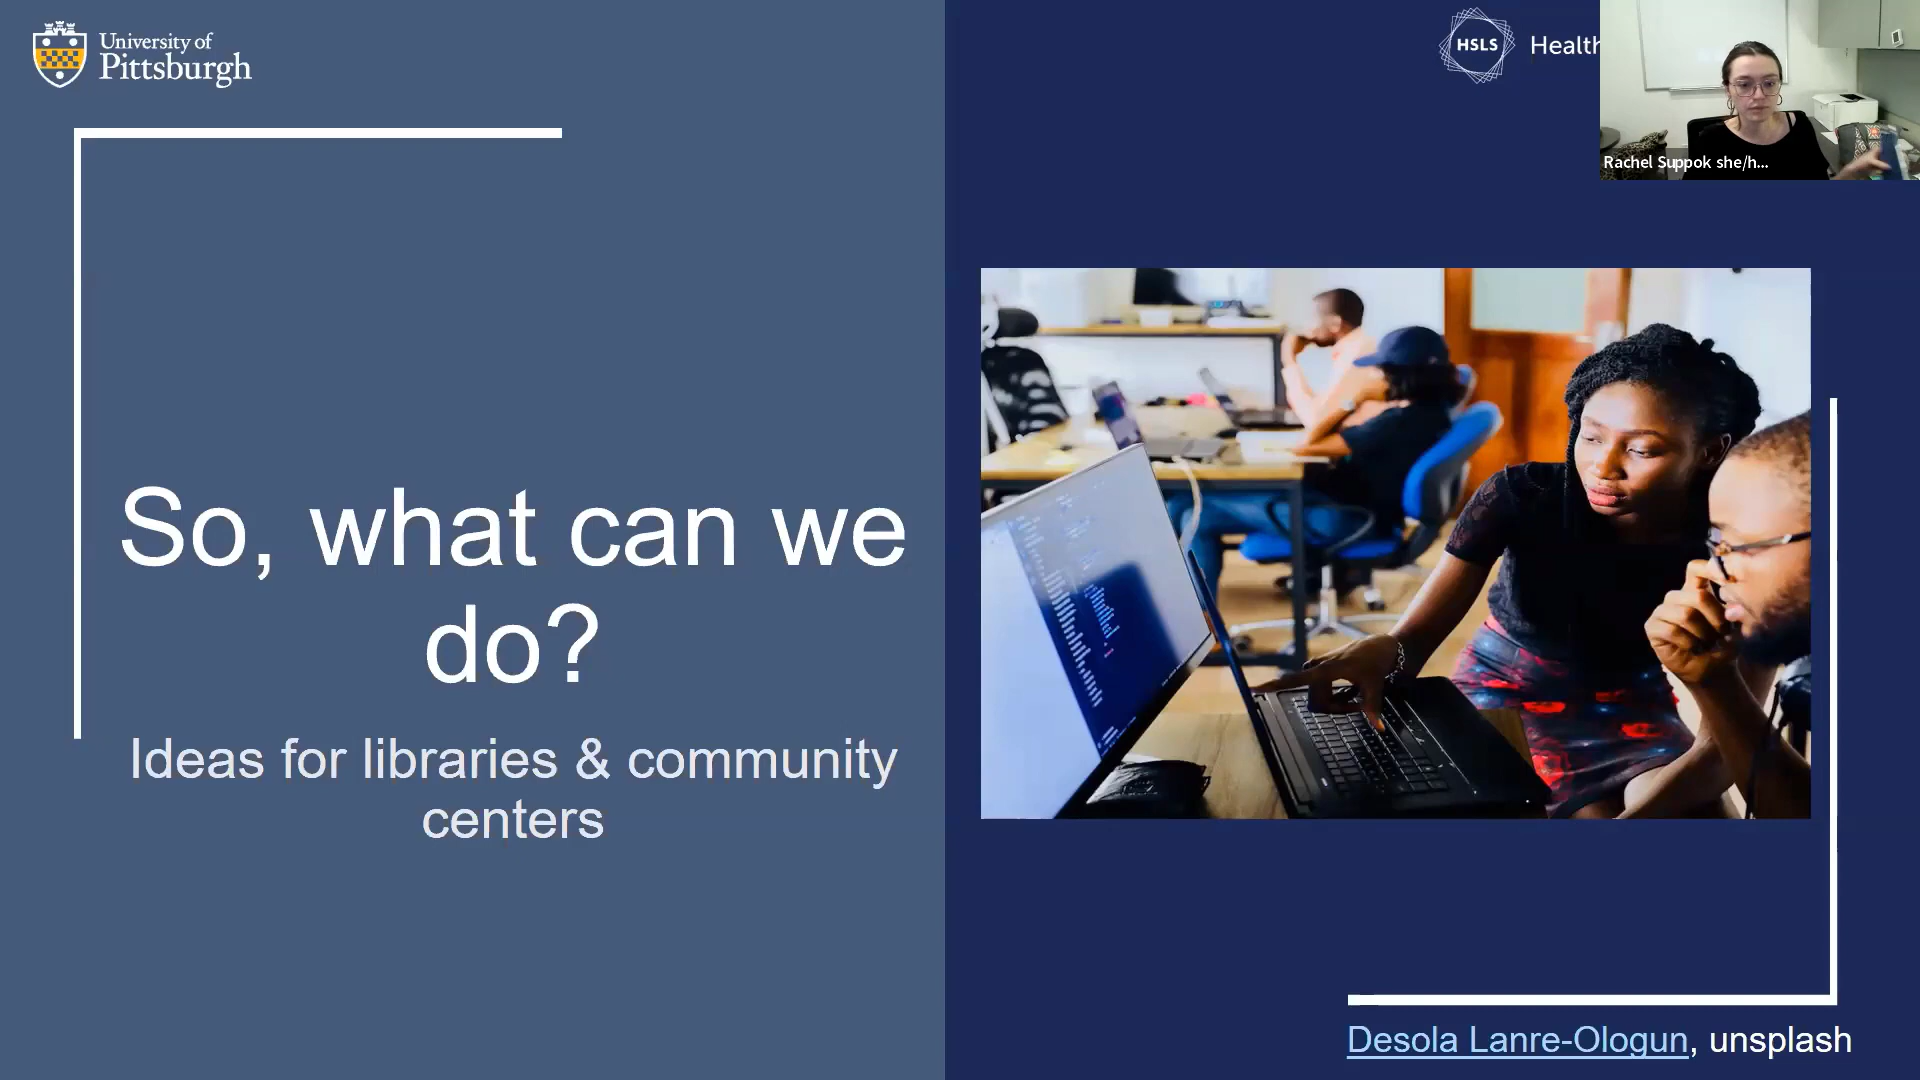 University of
Pittsburgh
HSLS
Health
Rachel Suppok she/h...
So, what can we
do?
Ideas for libraries & community
centers
Desola Lanre-Ologun, unsplash